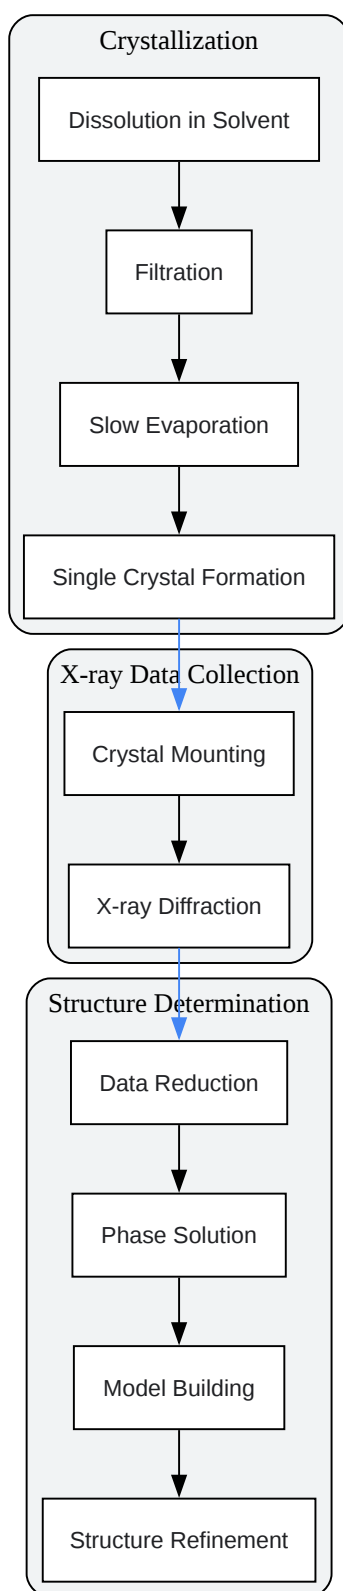 Crystallization
Dissolution in Solvent
Filtration
Slow Evaporation
Single Crystal Formation
X-ray Data Collection
Crystal Mounting
X-ray Diffraction
Structure Determination
Data Reduction
Phase Solution
Model Building
Structure Refinement